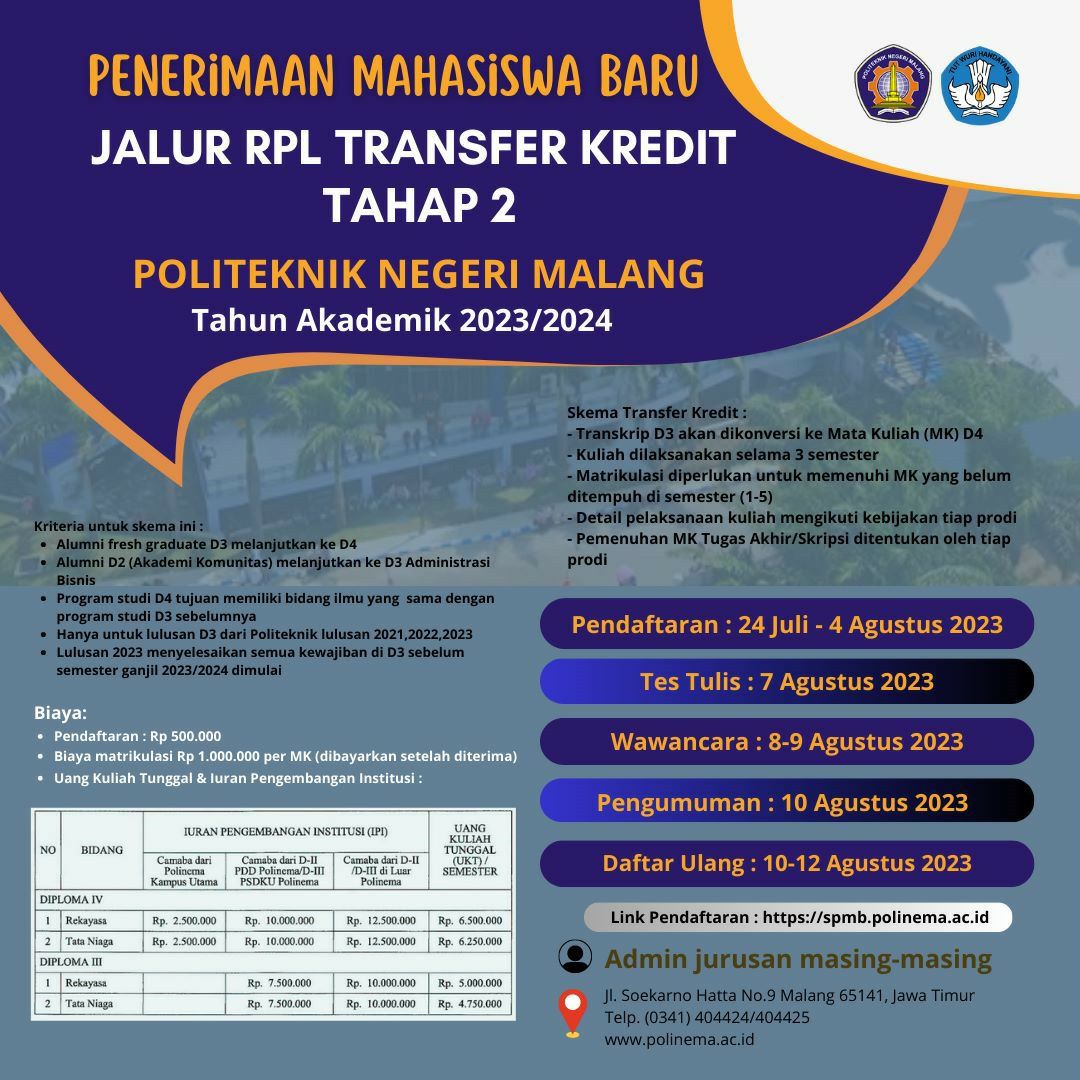 PENERIMAAN MAHASISWA BARU
JALUR RPL TRANSFER KREDIT
TAHAP 2
POLITEKNIK NEGERI MALANG
Tahun Akademik 2023/2024
POLITEKNIK NEGERI MALANG
TUT WURI HANDAYANI
Skema Transfer Kredit :
- Transkrip D3 akan dikonversi ke Mata Kuliah (MK) D4
- Kuliah dilaksanakan selama 3 semester
- Matrikulasi diperlukan untuk memenuhi MK yang belum
ditempuh di semester (1-5)
- Detail pelaksanaan kuliah mengikuti kebijakan tiap prodi
- Pemenuhan MK Tugas Akhir/Skripsi ditentukan oleh tiap
prodi
Kriteria untuk skema ini :
• Alumni fresh graduate D3 melanjutkan ke D4
• Alumni D2 (Akademi Komunitas) melanjutkan ke D3 Administrasi
Bisnis
• Program studi D4 tujuan memiliki bidang ilmu yang sama dengan
program studi D3 sebelumnya
• Hanya untuk lulusan D3 dari Politeknik lulusan 2021,2022,2023
• Lulusan 2023 menyelesaikan semua kewajiban di D3 sebelum
semester ganjil 2023/2024 dimulai
Biaya:
• Pendaftaran : Rp 500.000
• Biaya matrikulasi Rp 1.000.000 per MK (dibayarkan setelah diterima)
• Uang Kuliah Tunggal & Iuran Pengembangan Institusi :
NO BIDANG IURAN PENGEMBANGAN INSTITUSI (IPI) UANG KULIAH TUNGGAL (UKT) / SEMESTER
Camaba dari Polinema Kampus Utama Camaba dari D-II PDD Polinema/D-III PSDKU Polinema Camaba dari D-II /D-III di Luar Polinema
DIPLOMA IV
1 Rekayasa Rp. 2.500.000 Rp. 10.000.000 Rp. 12.500.000 Rp. 6.500.000
2 Tata Niaga Rp. 2.500.000 Rp. 10.000.000 Rp. 12.500.000 Rp. 6.250.000
DIPLOMA III
1 Rekayasa Rp. 7.500.000 Rp. 10.000.000 Rp. 5.000.000
2 Tata Niaga Rp. 7.500.000 Rp. 10.000.000 Rp. 4.750.000
Pendaftaran : 24 Juli - 4 Agustus 2023
Tes Tulis : 7 Agustus 2023
Wawancara : 8-9 Agustus 2023
Pengumuman : 10 Agustus 2023
Daftar Ulang : 10-12 Agustus 2023
Link Pendaftaran : https://spmb.polinema.ac.id
Admin jurusan masing-masing
Jl. Soekarno Hatta No.9 Malang 65141, Jawa Timur
Telp. (0341) 404424/404425
www.polinema.ac.id